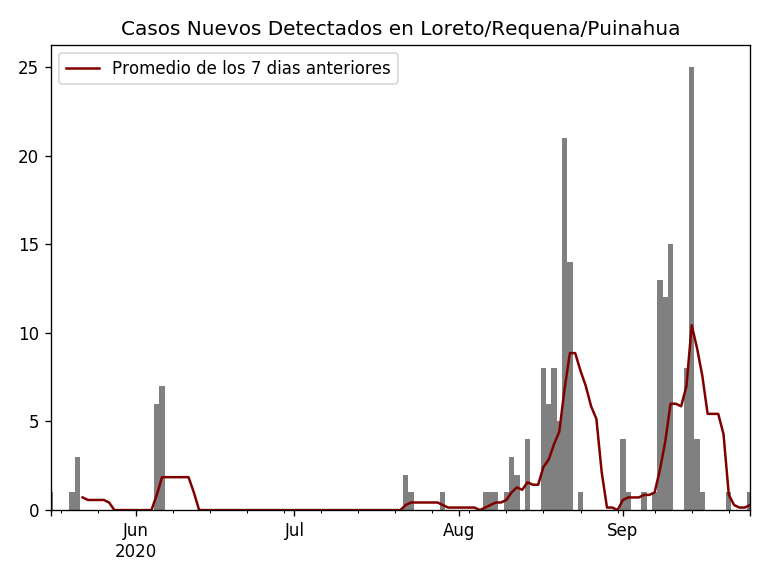 Casos Nuevos Detectados en Loreto/Requena/Puinahua
Promedio de los 7 dias anteriores
25
20
15
10
5
0
Jun Jul Aug Sep
2020